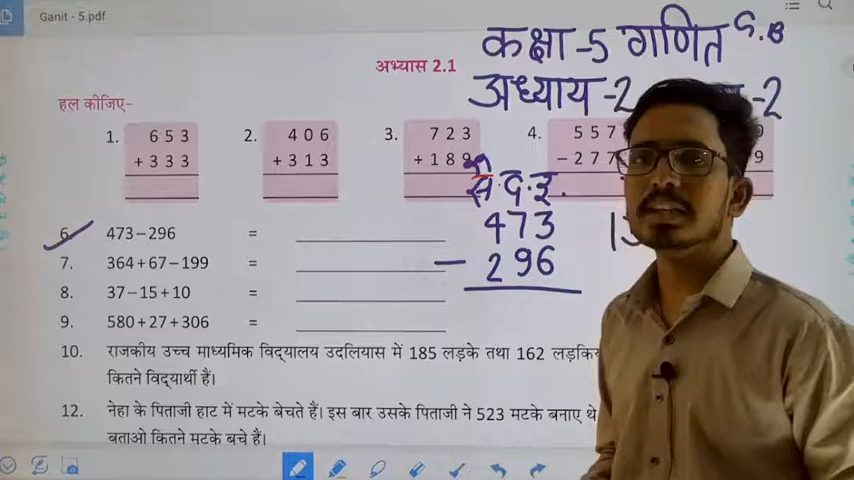 Ganit - 5.pdf
कक्षा -5 गणित G.B
अध्याय -2 -2
अभ्यास 2.1
हल कीजिए-
1. 653
+333
2. 406
+313
3. 723
+189
4. 557
-277
9
सै. द. इ.
473
- 296
6. 473-296 =
7. 364+67-199 =
8. 37-15+10 =
9. 580+27+306 =
10. राजकीय उच्च माध्यमिक विद्यालय उदलियास में 185 लड़के तथा 162
कितने विद्यार्थी हैं।
12. नेहा के पिताजी हाट में मटके बेचते हैं। इस बार उसके पिताजी ने 523 मटके बनाए थे
बताओ कितने मटके बचे हैं।